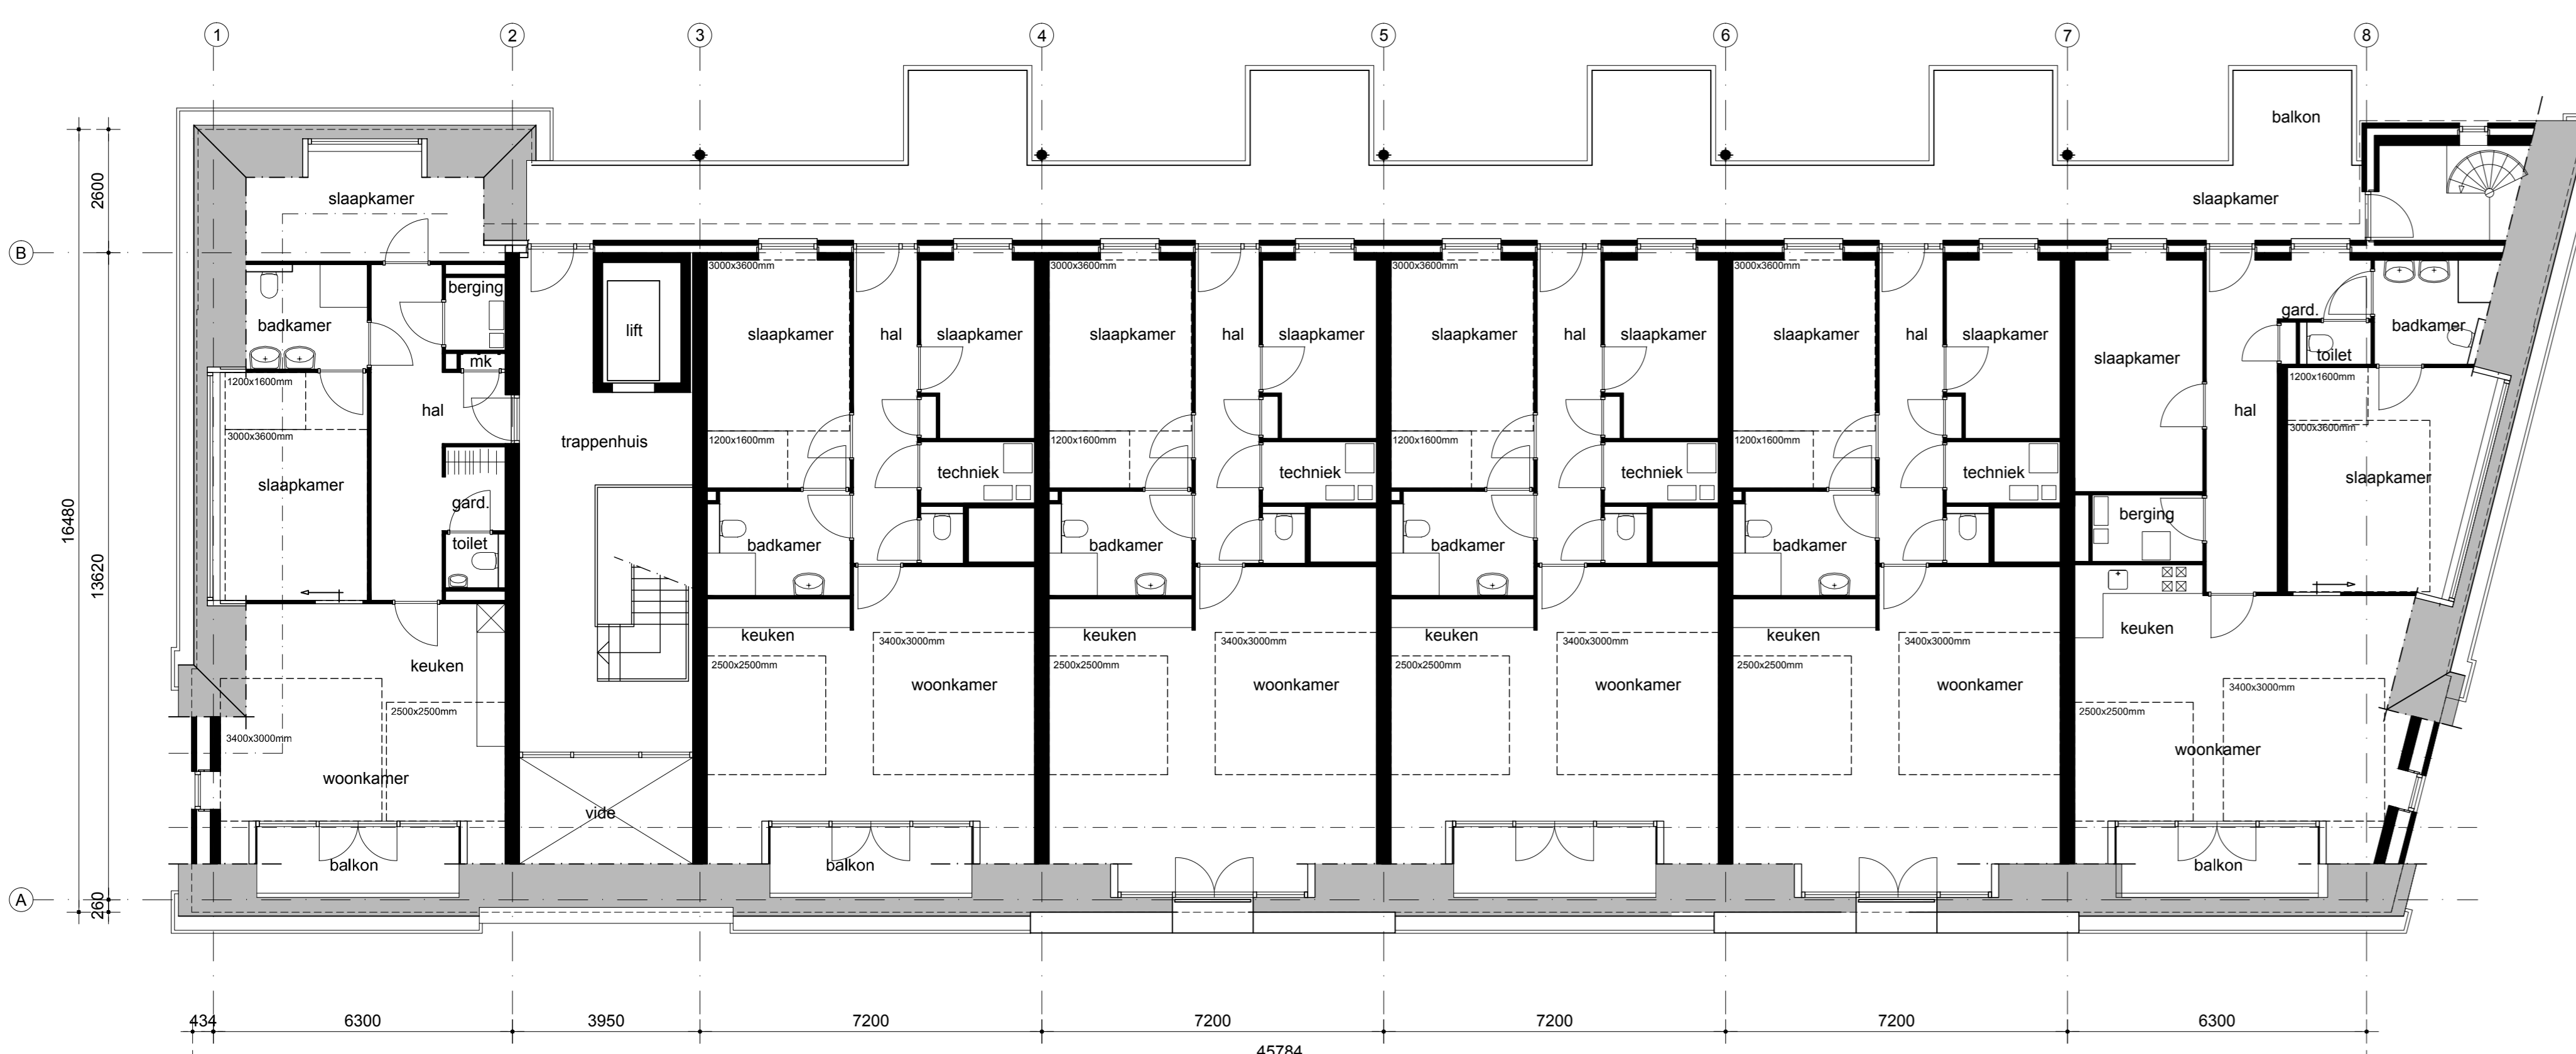 1 2 3 4 5 6 7 8
balkon
2600
slaapkamer
slaapkamer
B
3000x3600mm 3000x3600mm 3000x3600mm 3000x3600mm
berging
gard.
badkamer
lift
slaapkamer hal slaapkamer slaapkamer hal slaapkamer slaapkamer hal slaapkamer slaapkamer hal slaapkamer
badkamer
slaapkamer
toilet
mk
1200x1600mm
1200x1600mm
hal
hal
3000x3600mm
3000x3600mm
trappenhuis
1200x1600mm 1200x1600mm 1200x1600mm 1200x1600mm
techniek techniek techniek techniek
slaapkamer
slaapkamer
gard.
berging
16480
toilet
badkamer badkamer badkamer badkamer
13620
keuken keuken keuken keuken
keuken
3400x3000mm 3400x3000mm 3400x3000mm 3400x3000mm
keuken
2500x2500mm 2500x2500mm 2500x2500mm 2500x2500mm
woonkamer woonkamer woonkamer woonkamer
3400x3000mm
2500x2500mm
2500x2500mm
3400x3000mm
woonkamer
woonkamer
vide
balkon balkon balkon
A
260
434 6300 3950 7200 7200 7200 7200 6300
45784